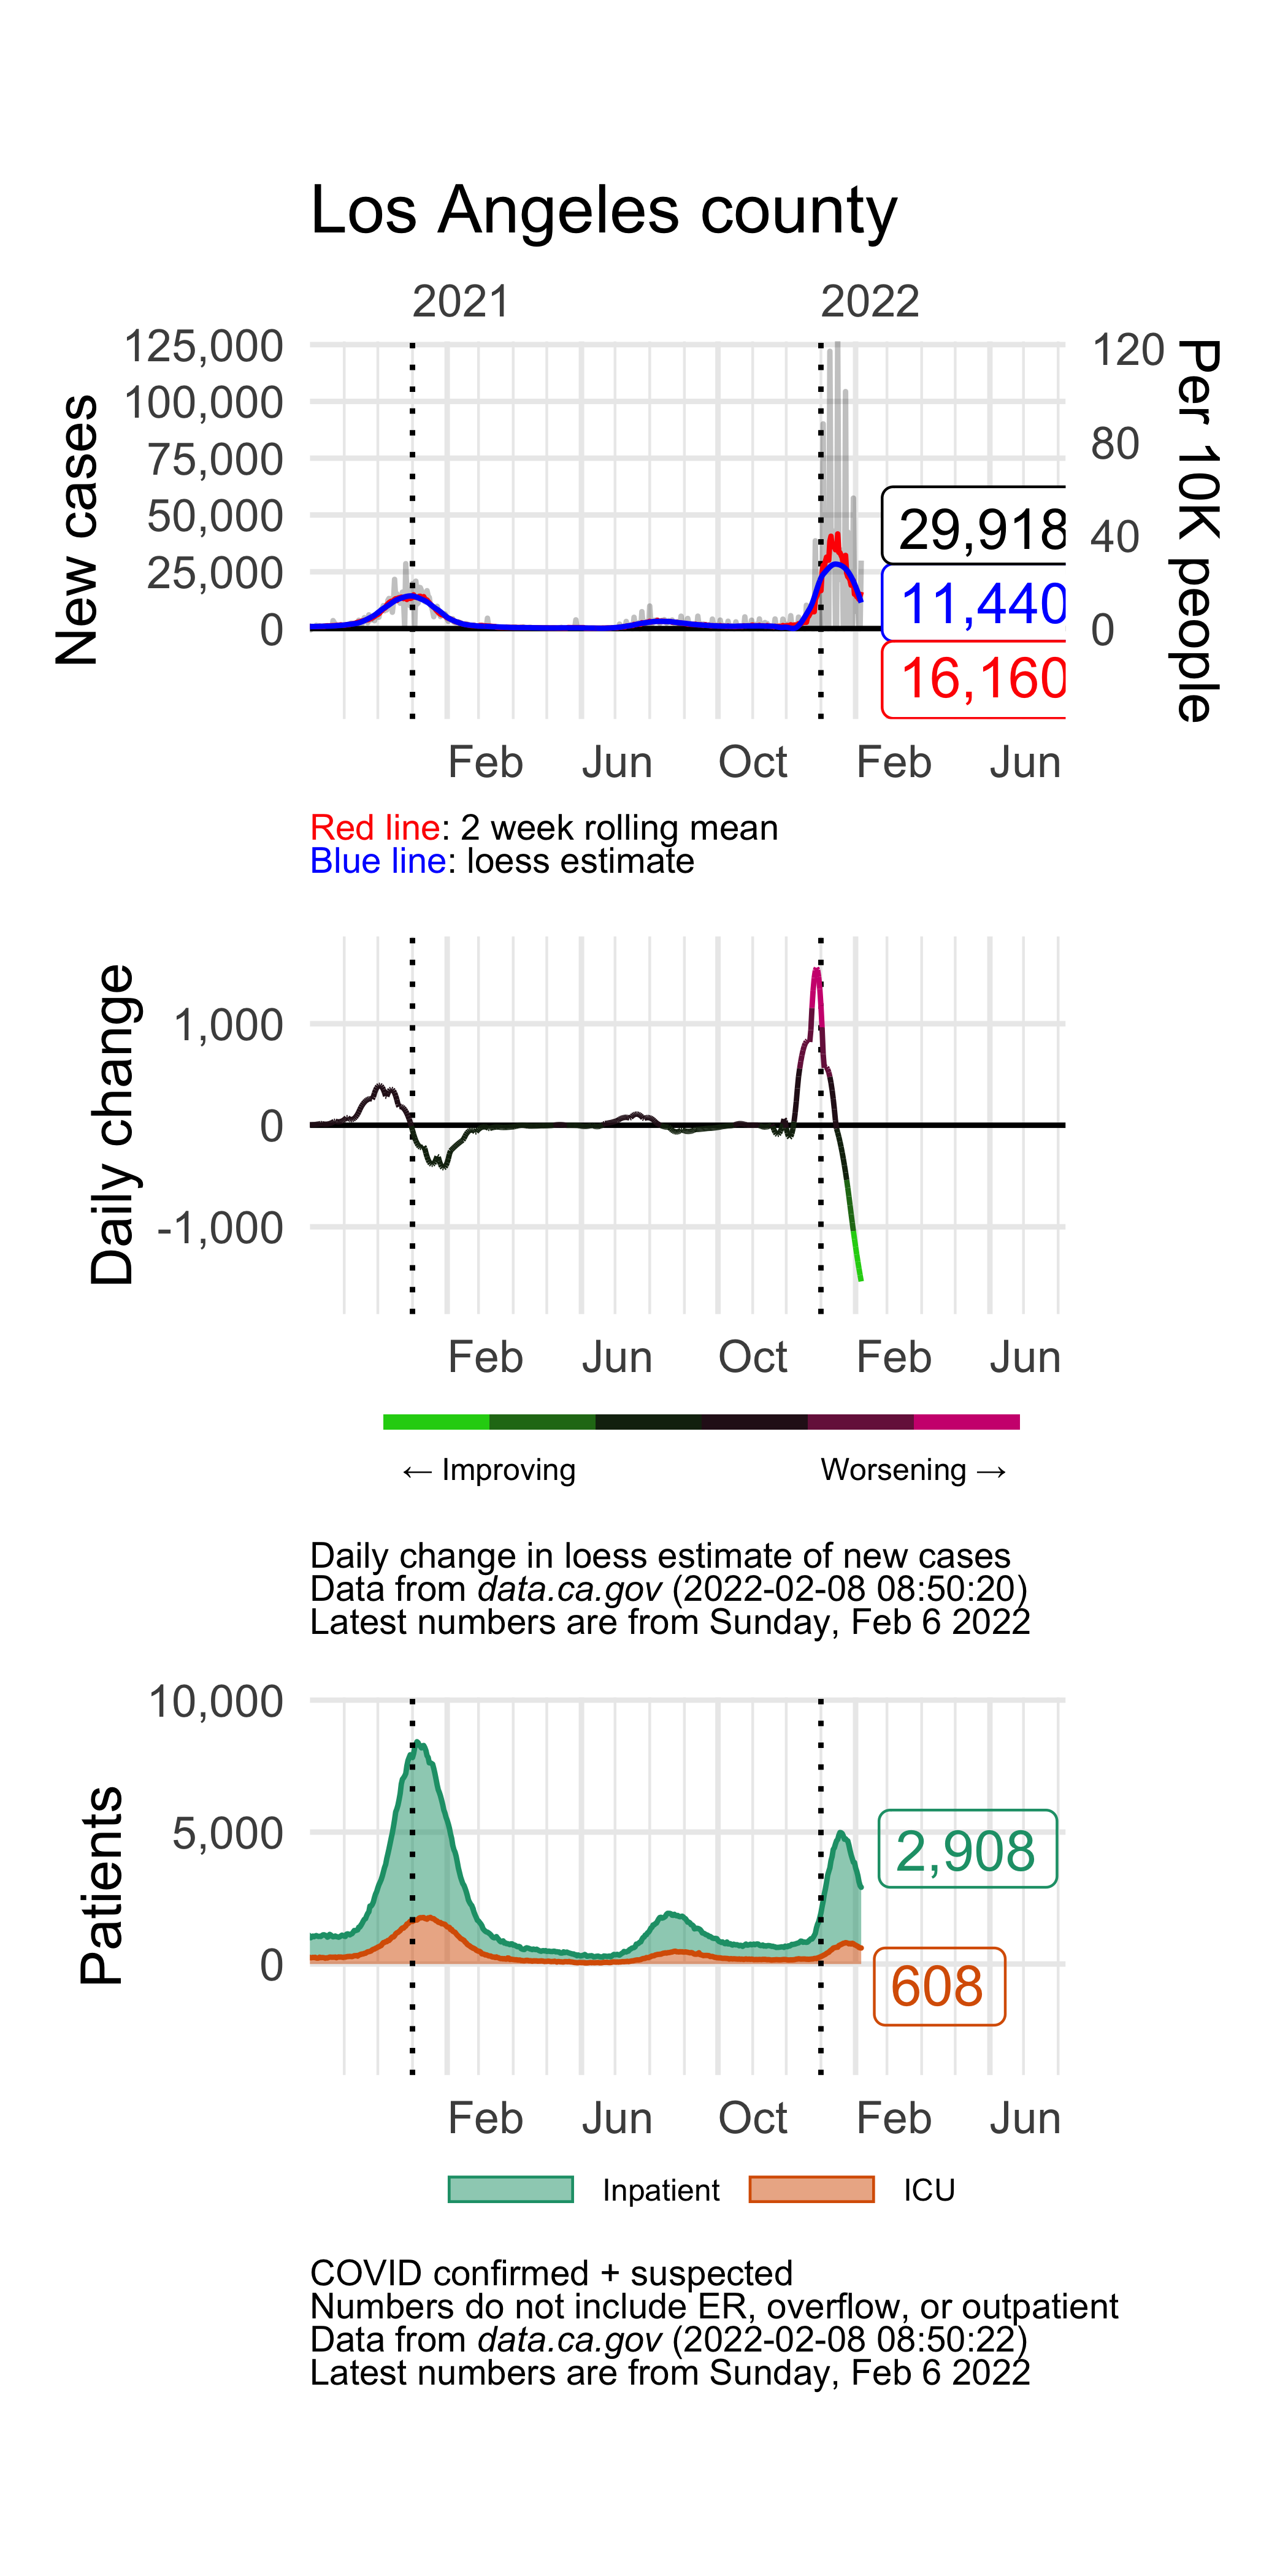 Los Angeles county
2021 2022
125,000
100,000
75,000
50,000
25,000
0
New cases
120
80
40
0
Per 10K people
29,918
11,440
16,160
Feb Jun Oct Feb Jun
Red line: 2 week rolling mean
Blue line: loess estimate
Daily change
1,000
0
-1,000
Feb Jun Oct Feb Jun
← Improving Worsening →
Daily change in loess estimate of new cases
Data from data.ca.gov (2022-02-08 08:50:20)
Latest numbers are from Sunday, Feb 6 2022
Patients
10,000
5,000
0
2,908
608
Feb Jun Oct Feb Jun
Inpatient ICU
COVID confirmed + suspected
Numbers do not include ER, overflow, or outpatient
Data from data.ca.gov (2022-02-08 08:50:22)
Latest numbers are from Sunday, Feb 6 2022